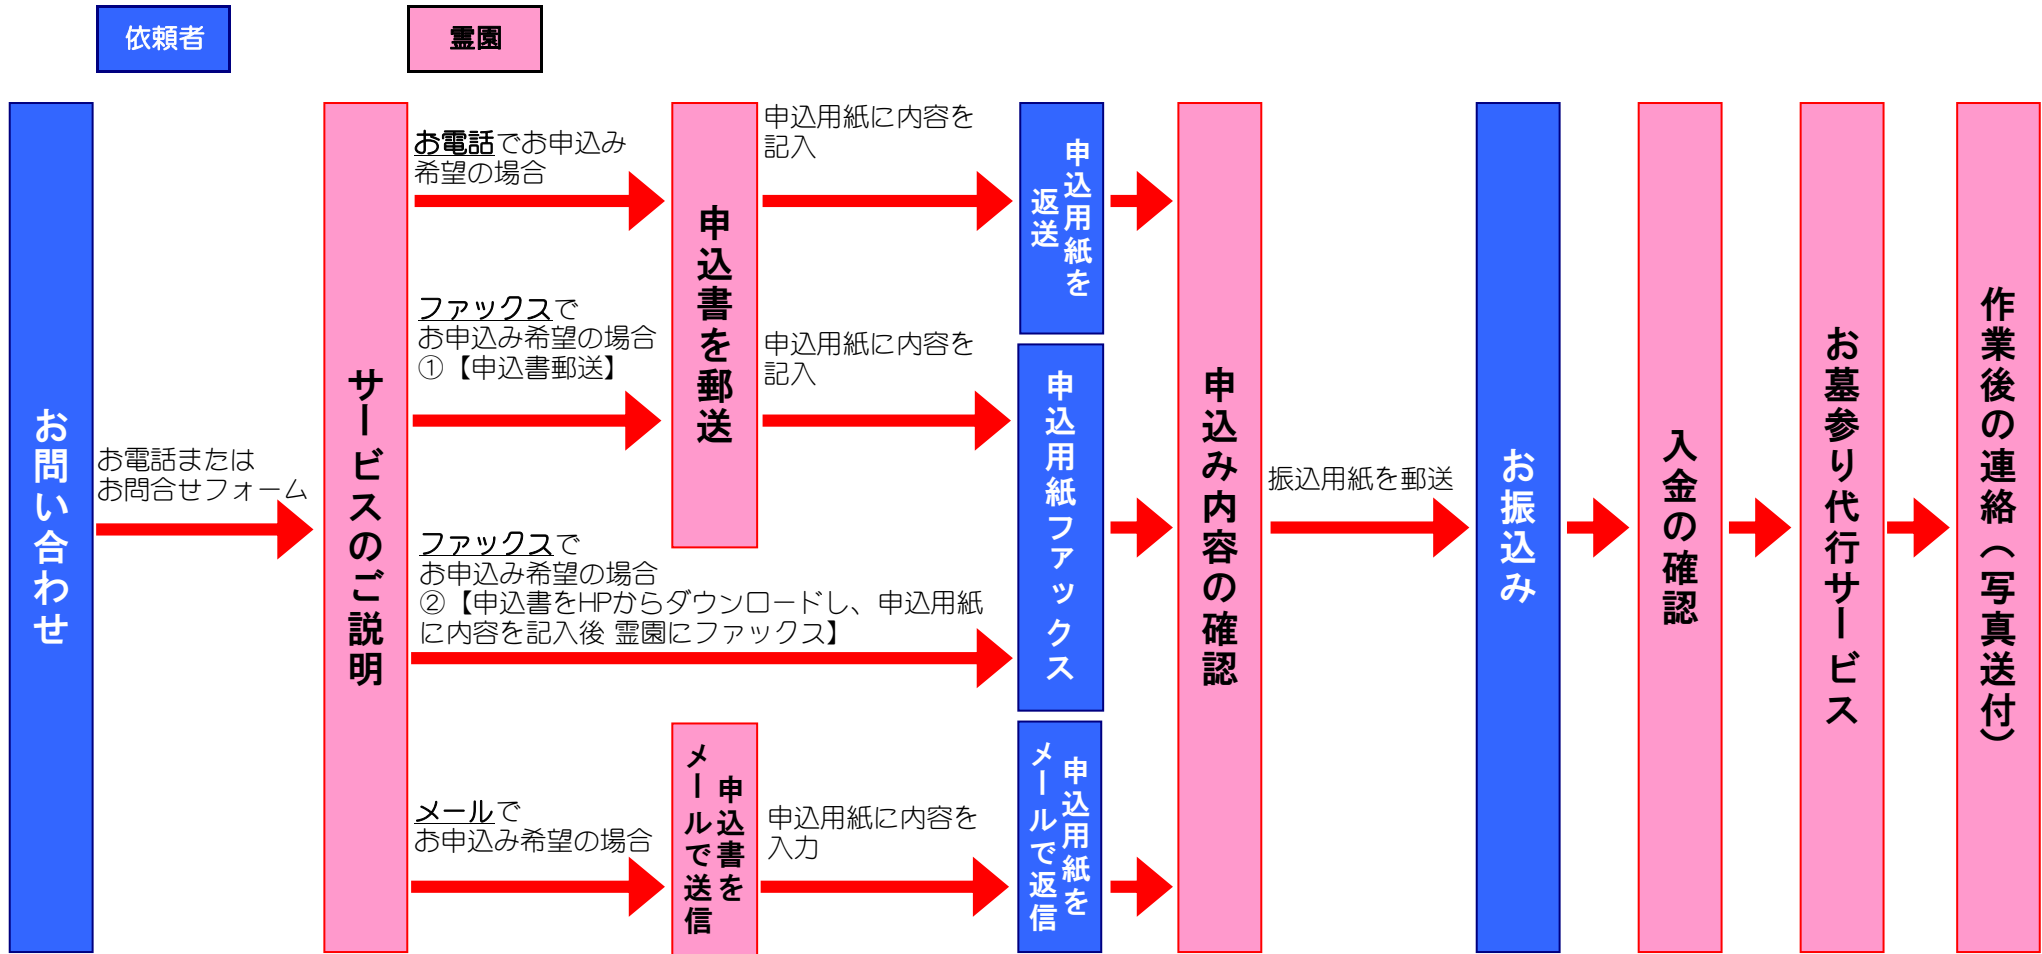 依頼者
霊園
お問い合わせ
お電話または
お問合せフォーム
サービスのご説明
お電話でお申込み
希望の場合
ファックスで
お申込み希望の場合
①【申込書郵送】
ファックスで
お申込み希望の場合
②【申込書をHPからダウンロードし、申込用紙
に内容を記入後 霊園にファックス】
メールで
お申込み希望の場合
申込書を郵送
申込書を
メールで送信
申込用紙に内容を
記入
申込用紙に内容を
記入
申込用紙に内容を
入力
申込用紙を
返送
申込用紙ファックス
申込用紙を
メールで返信
申込み内容の確認
振込用紙を郵送
お振込み
入金の確認
お墓参り代行サービス
作業後の連絡（写真送付）